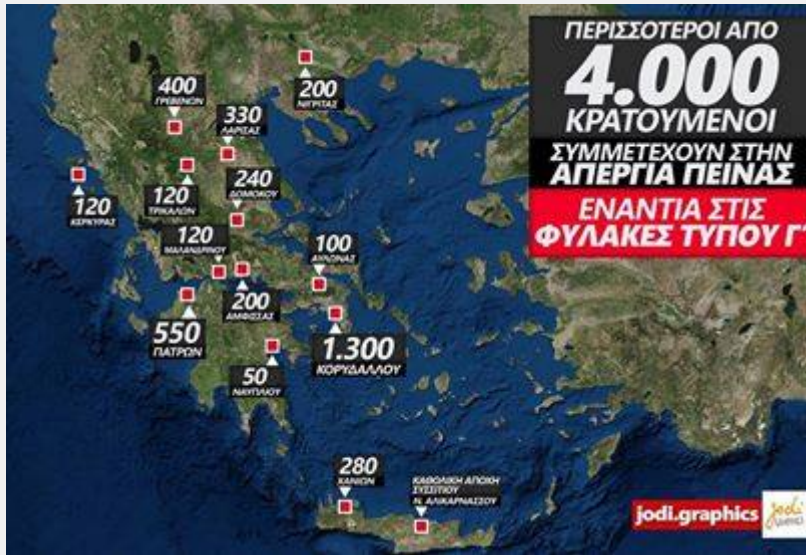 ΠΕΡΙΣΣΟΤΕΡΟΙ ΑΠΟ
4.000
ΚΡΑΤΟΥΜΕΝΟΙ
ΣΥΜΜΕΤΕΧΟΥΝ ΣΤΗΝ
ΑΠΕΡΓΙΑ ΠΕΙΝΑΣ
ΕΝΑΝΤΙΑ ΣΤΙΣ
ΦΥΛΑΚΕΣ ΤΥΠΟΥ Γ'
200
ΝΙΓΡΙΤΑΣ
400
ΓΡΕΒΕΝΩΝ
330
ΛΑΡΙΣΑΣ
120
ΚΕΡΚΥΡΑΣ
120
ΤΡΙΚΑΛΩΝ
240
ΔΟΜΟΚΟΥ
120
ΜΑΛΑΝΔΡΙΝΟΥ
100
ΑΥΛΩΝΑΣ
200
ΑΜΦΙΣΣΑΣ
550
ΠΑΤΡΩΝ
1.300
ΚΟΡΥΔΑΛΛΟΥ
50
ΝΑΥΠΛΙΟΥ
280
ΧΑΝΙΩΝ
ΚΑΘΟΛΙΚΗ ΑΠΟΧΗ
ΣΥΣΣΙΤΙΟΥ
Ν. ΑΛΙΚΑΡΝΑΣΣΟΥ
jodi.graphics
jodi